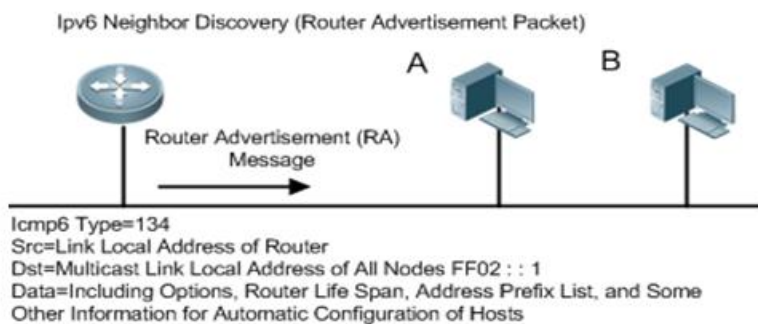 Ipv6 Neighbor Discovery (Router Advertisement Packet)
A
B
Router Advertisement (RA)
Message
Icmp6 Type=134
Src=Link Local Address of Router
Dst=Multicast Link Local Address of All Nodes FF02 : : 1
Data=Including Options, Router Life Span, Address Prefix List, and Some
Other Information for Automatic Configuration of Hosts